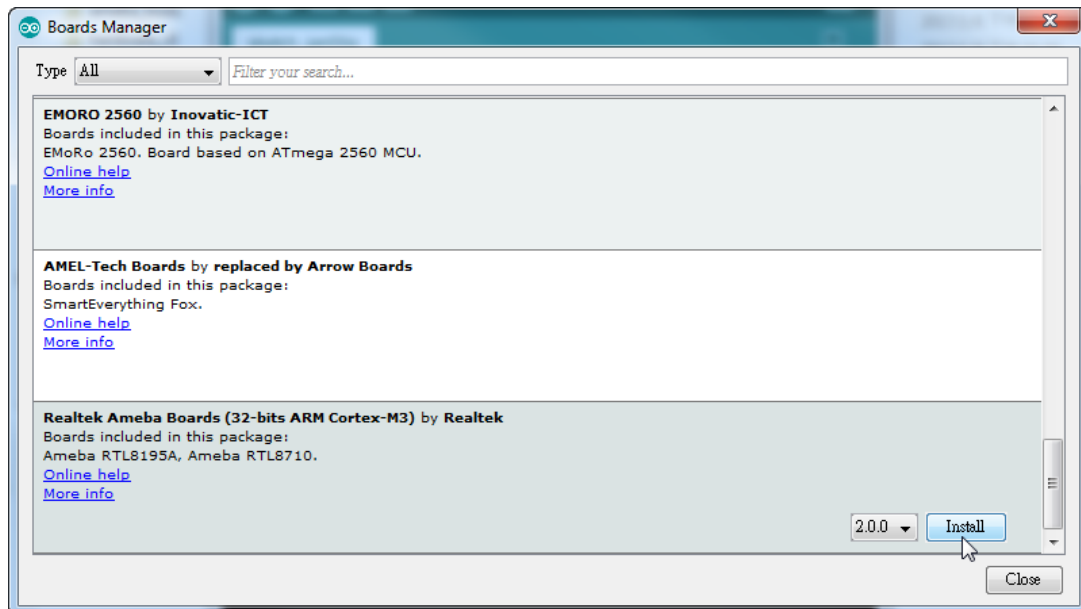 Boards Manager
Type All Filter your search...
EMORO 2560 by Inovatic-ICT
Boards included in this package:
EMoRo 2560. Board based on ATmega 2560 MCU.
Online help
More info
AMEL-Tech Boards by replaced by Arrow Boards
Boards included in this package:
SmartEverything Fox.
Online help
More info
Realtek Ameba Boards (32-bits ARM Cortex-M3) by Realtek
Boards included in this package:
Ameba RTL8195A, Ameba RTL8710.
Online help
More info
2.0.0 Install
Close